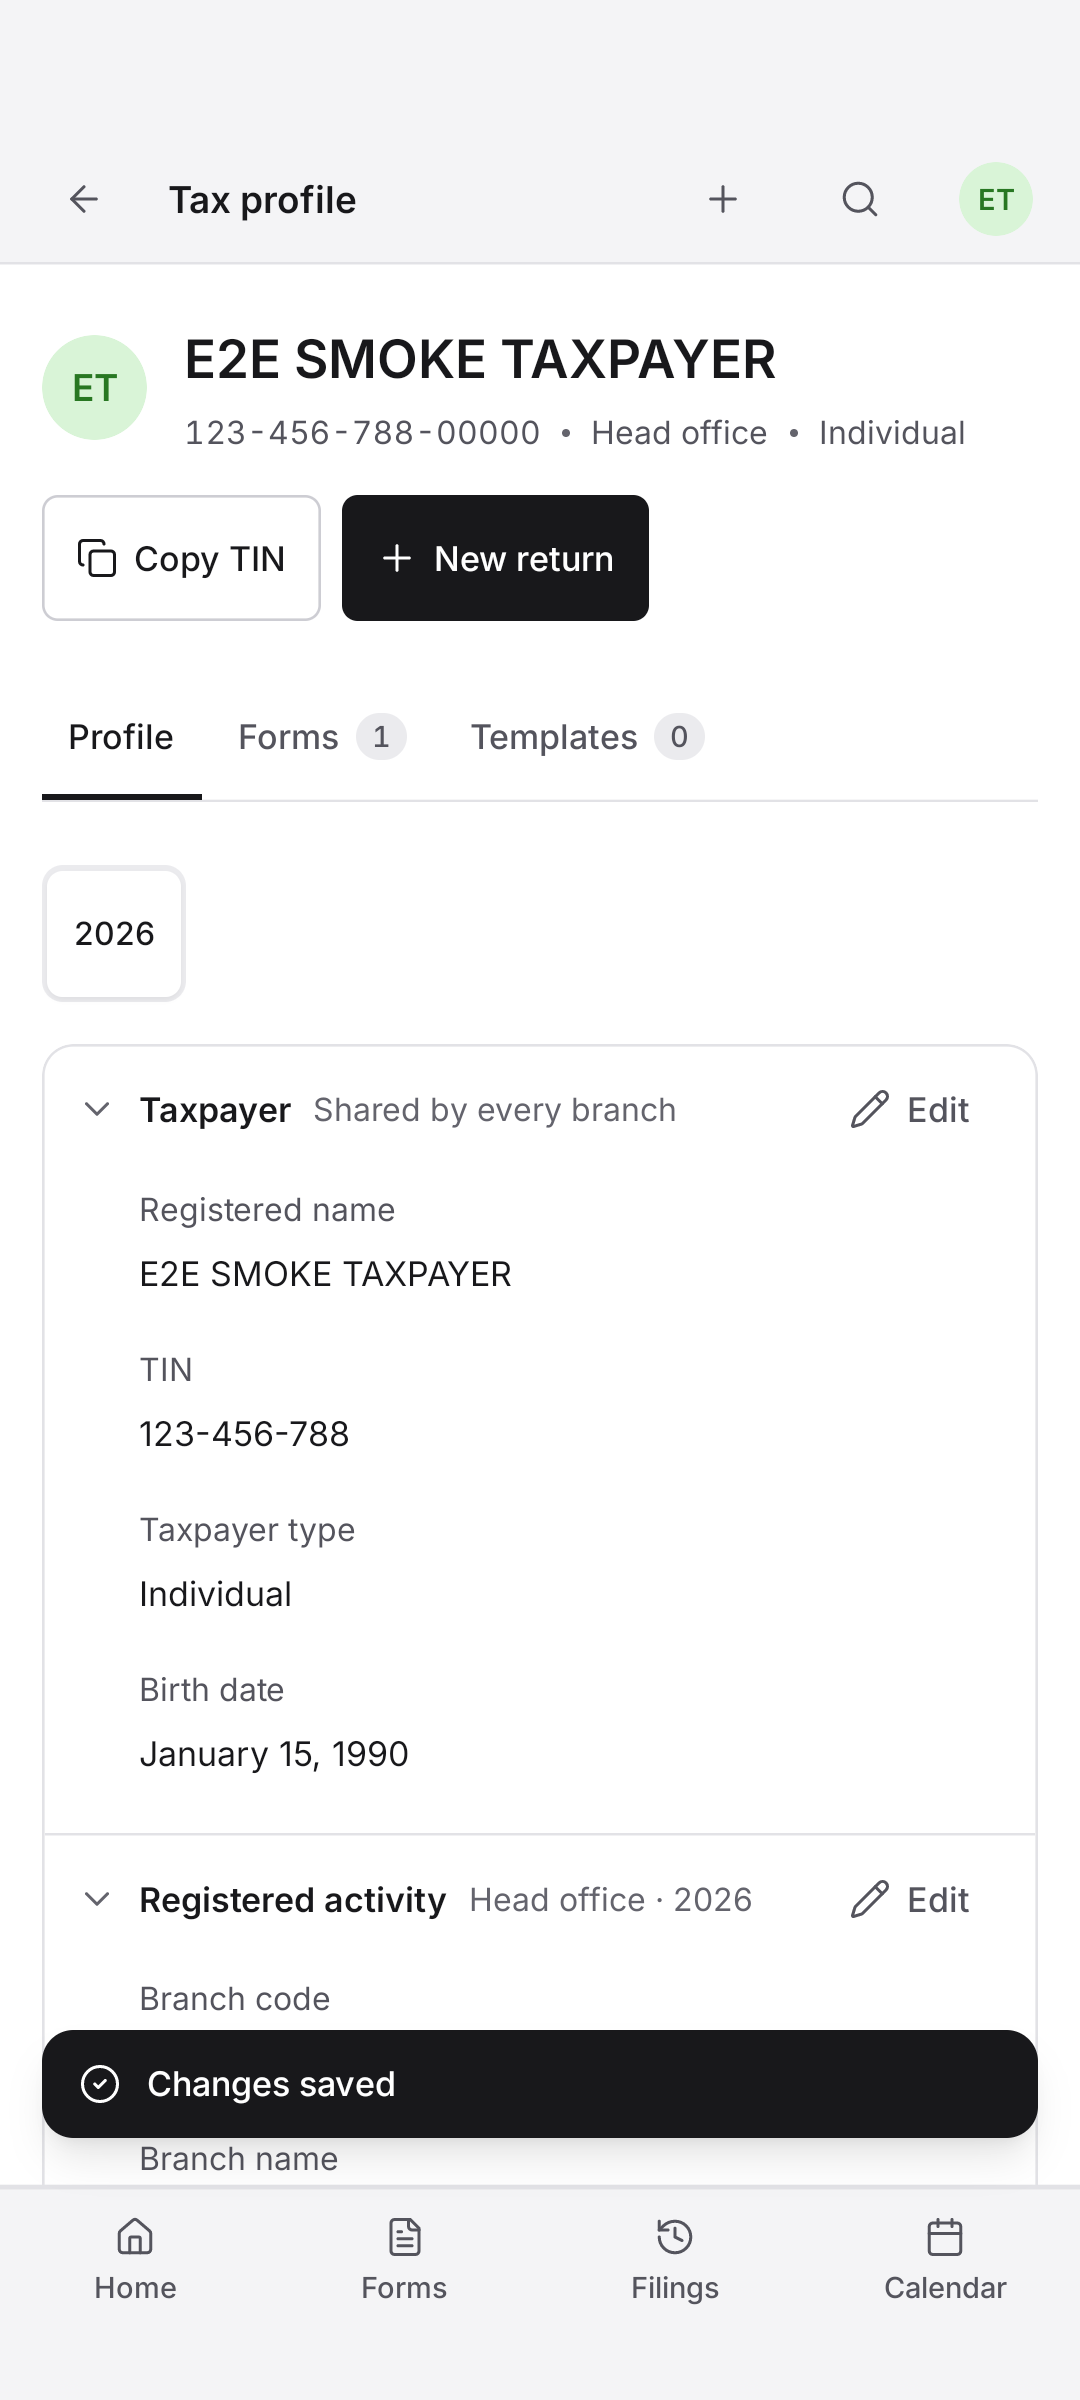 Tax profile
ET
ET
E2E SMOKE TAXPAYER
123-456-788-00000 • Head office • Individual
Copy TIN
New return
Profile
Forms 1
Templates 0
2026
Taxpayer Shared by every branch
Edit
Registered name
E2E SMOKE TAXPAYER
TIN
123-456-788
Taxpayer type
Individual
Birth date
January 15, 1990
Registered activity Head office · 2026
Edit
Branch code
Changes saved
Branch name
Home
Forms
Filings
Calendar